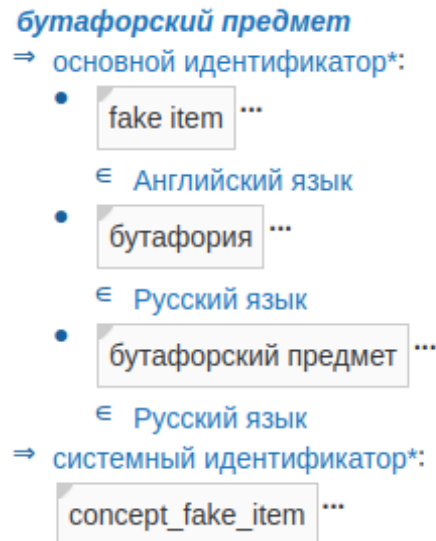 бутафорский предмет
⇒ основной идентификатор*:
• fake item ...
∈ Английский язык
• бутафория ...
∈ Русский язык
• бутафорский предмет ...
∈ Русский язык
⇒ системный идентификатор*:
concept_fake_item ...